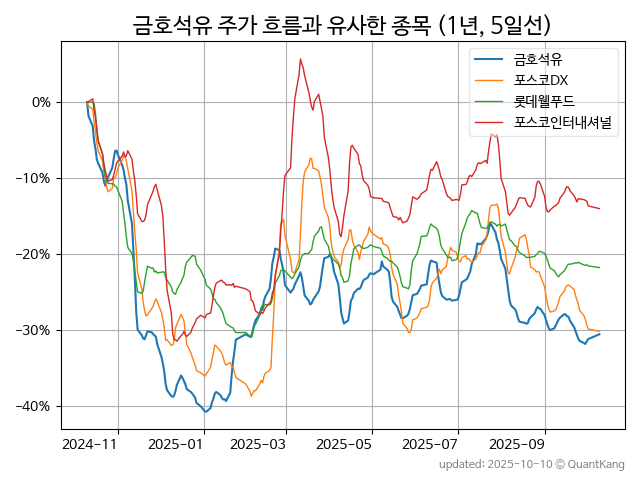 금호석유 주가 흐름과 유사한 종목 (1년, 5일선)
금호석유
포스코DX
롯데웰푸드
포스코인터내셔널
0%
−10%
−20%
−30%
−40%
2024−11
2025−01
2025−03
2025−05
2025−07
2025−09
updated: 2025-10-10 © QuantKang